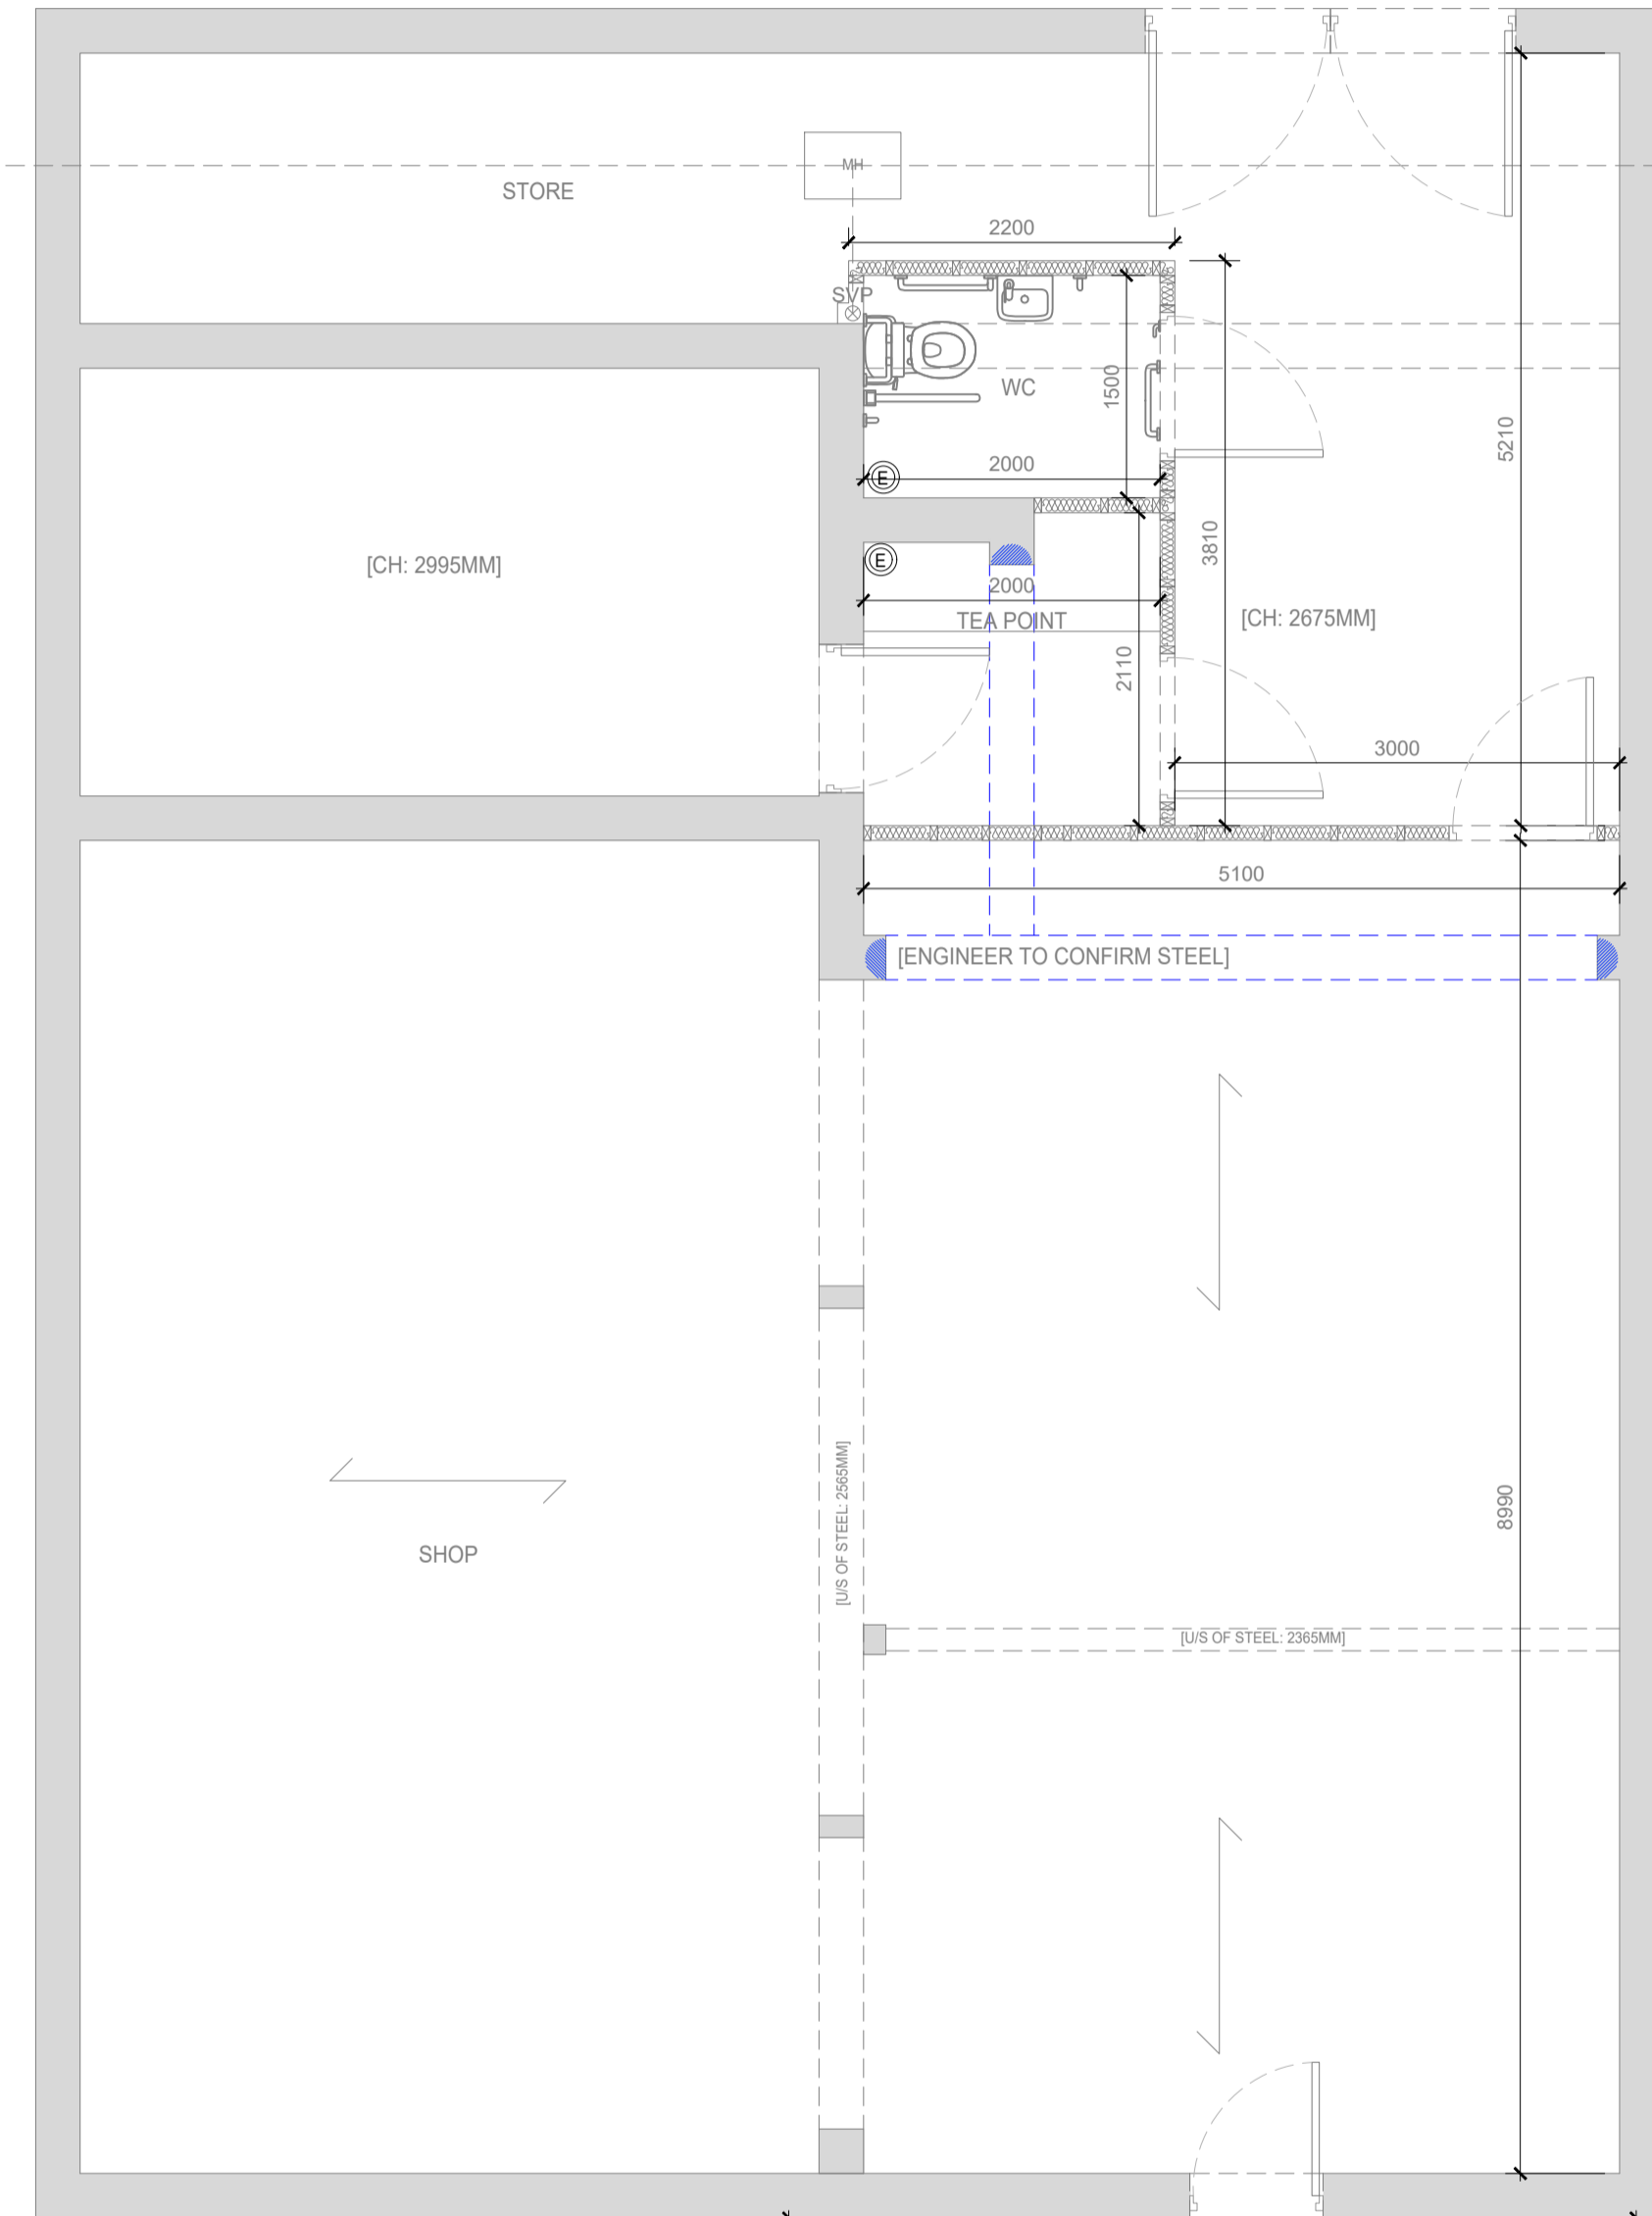 MH
STORE
2200
SVP
WC
1500
5210
2000
E
3810
[CH: 2995MM]
E
2000
TEA POINT
[CH: 2675MM]
2110
3000
5100
[ENGINEER TO CONFIRM STEEL]
[U/S OF STEEL: 2565MM]
8990
SHOP
[U/S OF STEEL: 2365MM]